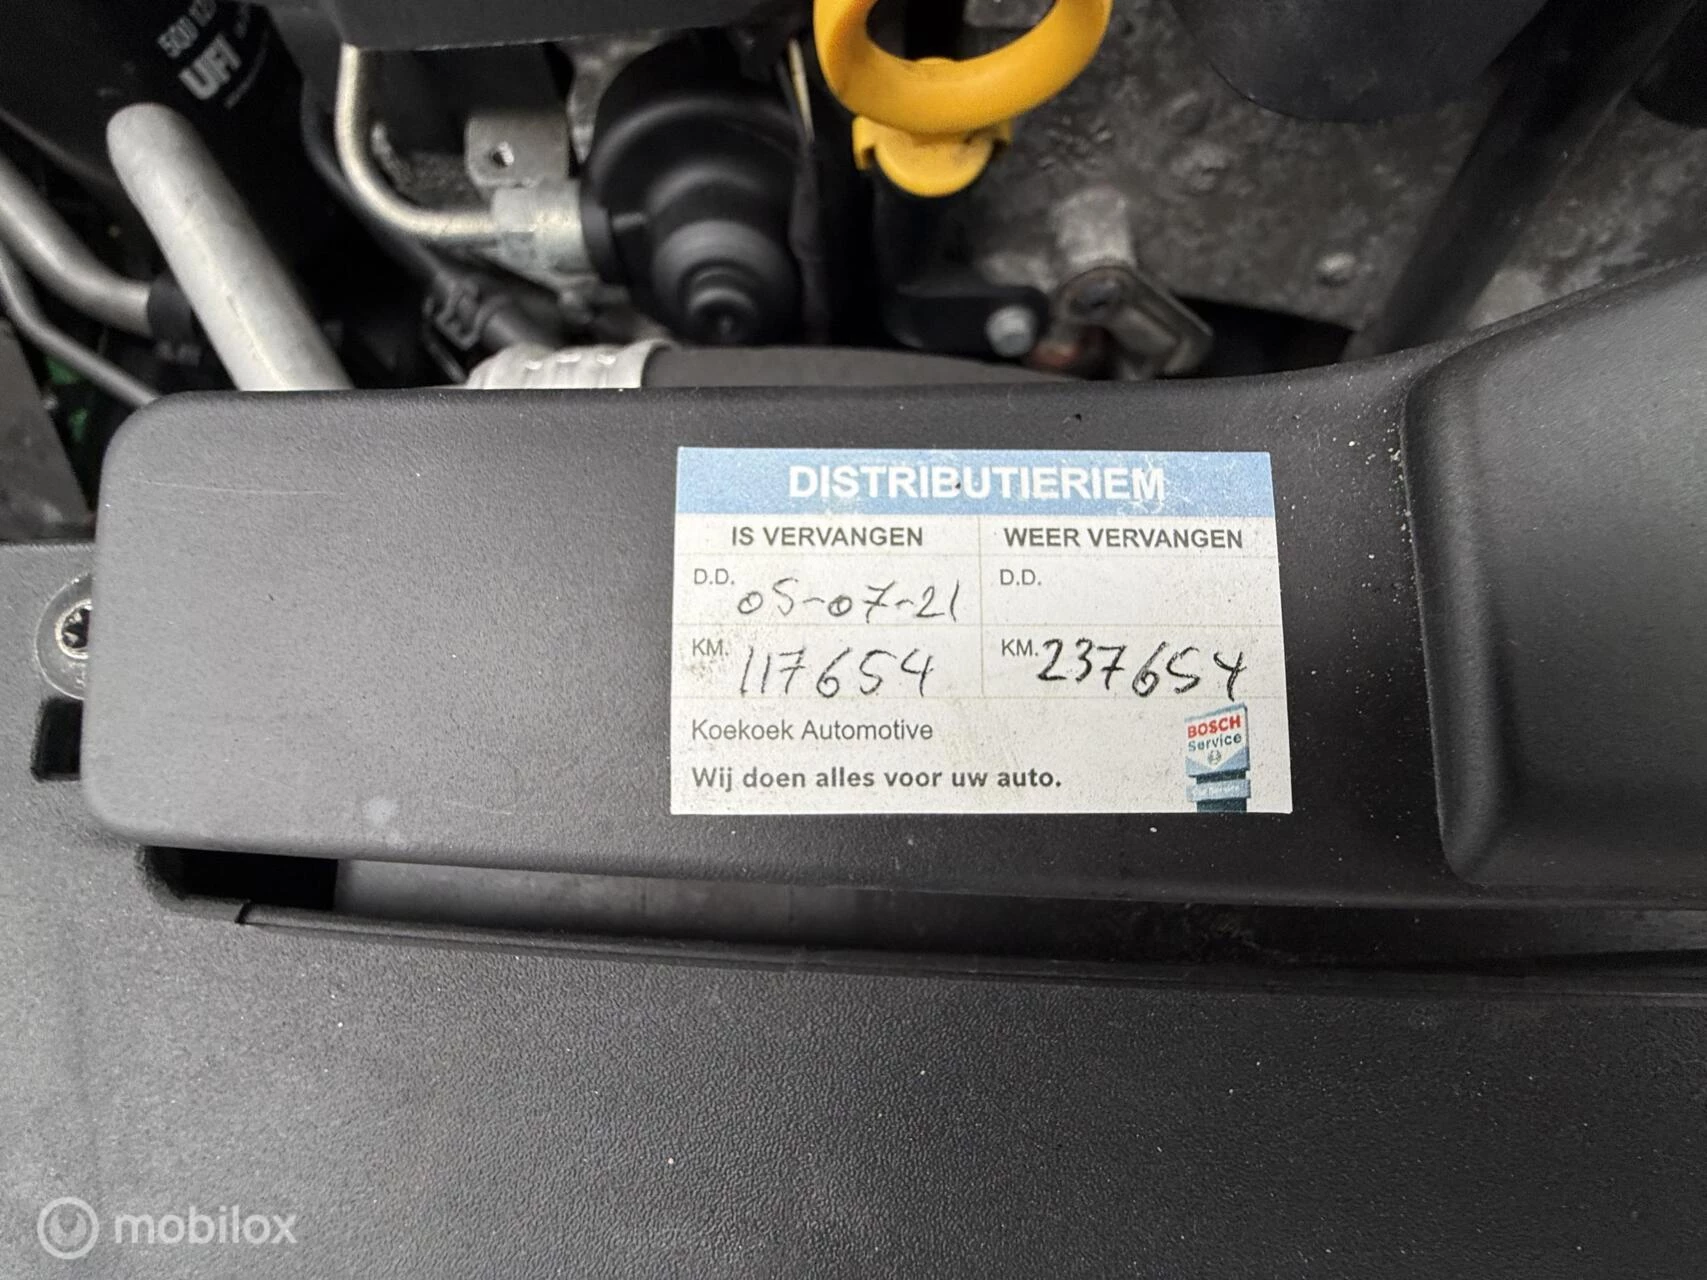 UFI
DISTRIBUTIERIEM
IS VERVANGEN WEER VERVANGEN
D.D. 05-07-21 D.D.
KM. 117654 KM. 237654
Koekoek Automotive
Wij doen alles voor uw auto.
BOSCH
Service
mobilox